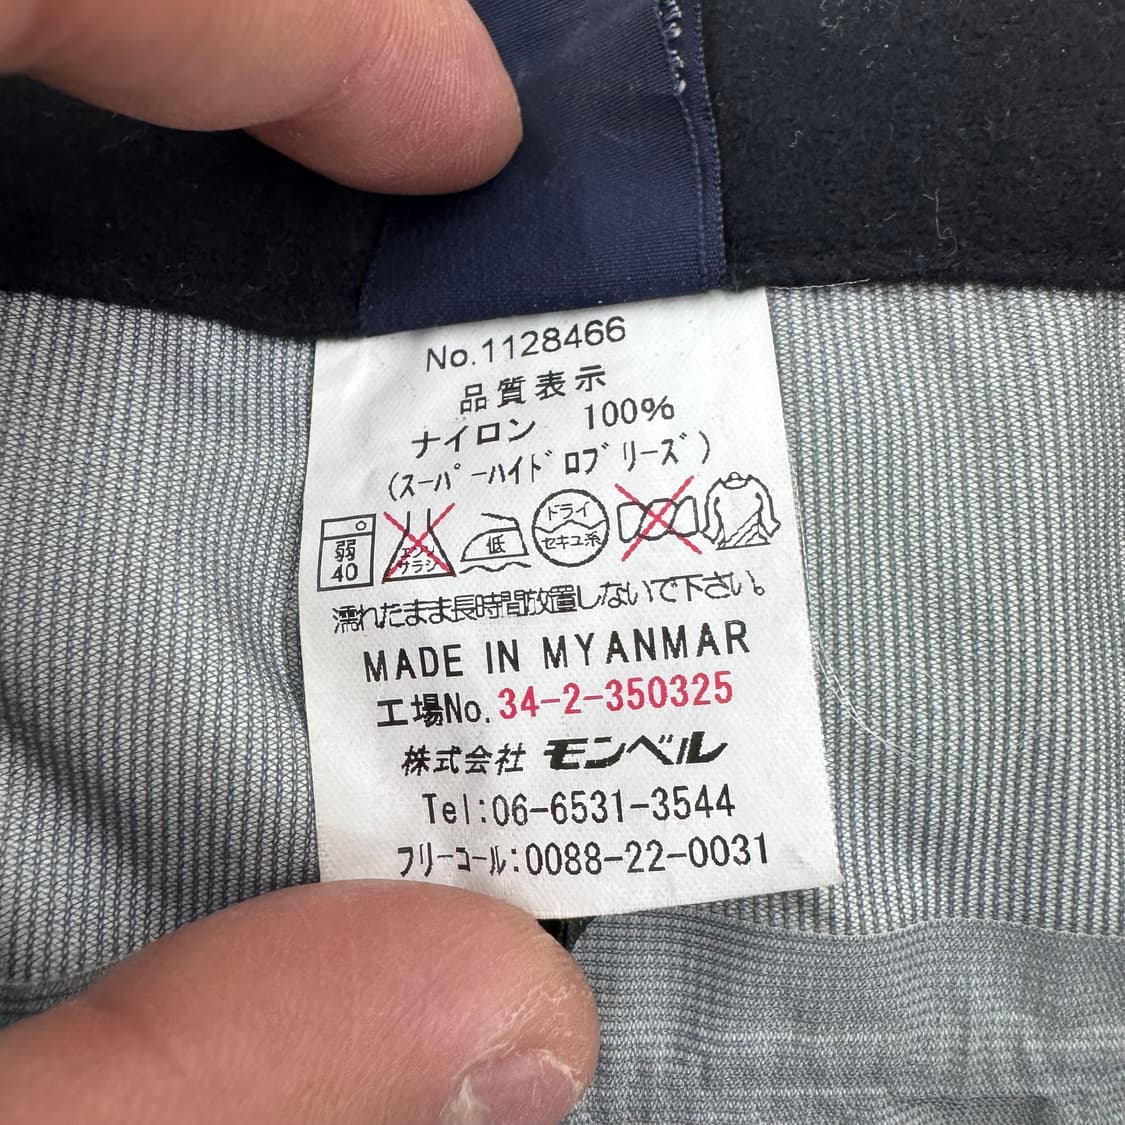 No.1128466
品質表示
ナイロン 100%
(スーパーハイドロブリーズ)
弱 40 エンソサラシ 低 ドライ セキユ系
濡れたまま長時間放置しないで下さい。
MADE IN MYANMAR
工場No.34-2-350325
株式会社 モンベル
Tel:06-6531-3544
フリーコール:0088-22-0031